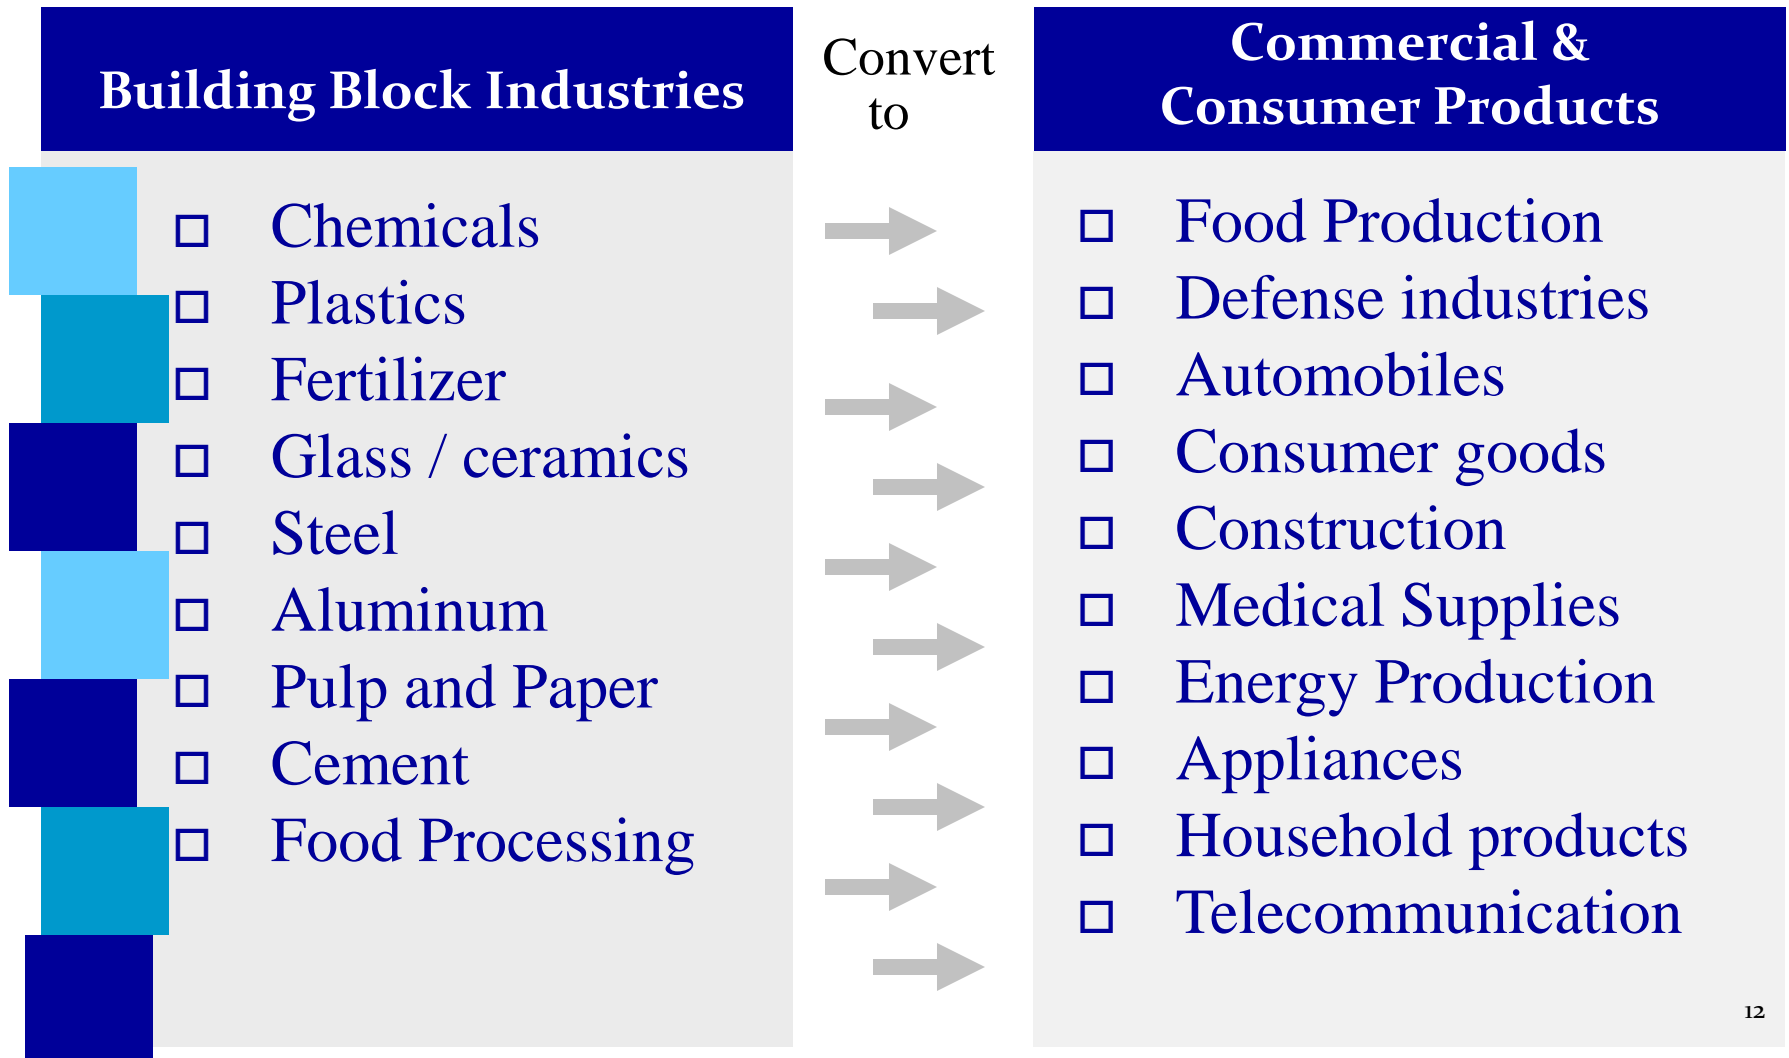 Building Block Industries
Convert
to
Commercial &
Consumer Products
Chemicals
Plastics
Fertilizer
Glass / ceramics
Steel
Aluminum
Pulp and Paper
Cement
Food Processing
Food Production
Defense industries
Automobiles
Consumer goods
Construction
Medical Supplies
Energy Production
Appliances
Household products
Telecommunication
12